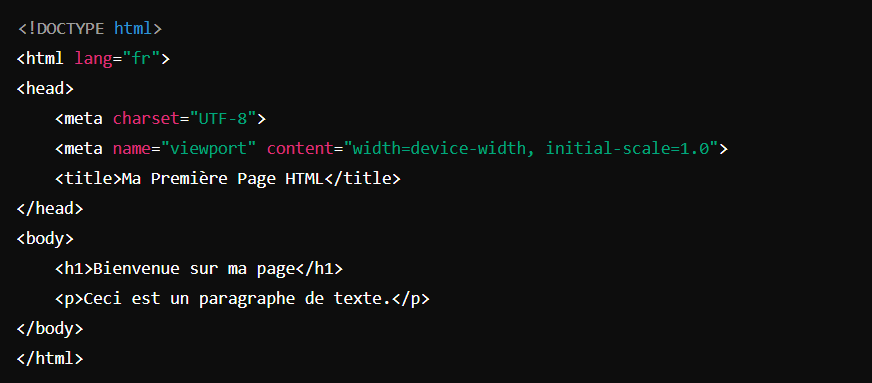 <!DOCTYPE html>
<html lang="fr">
<head>
    <meta charset="UTF-8">
    <meta name="viewport" content="width=device-width, initial-scale=1.0">
    <title>Ma Première Page HTML</title>
</head>
<body>
    <h1>Bienvenue sur ma page</h1>
    <p>Ceci est un paragraphe de texte.</p>
</body>
</html>